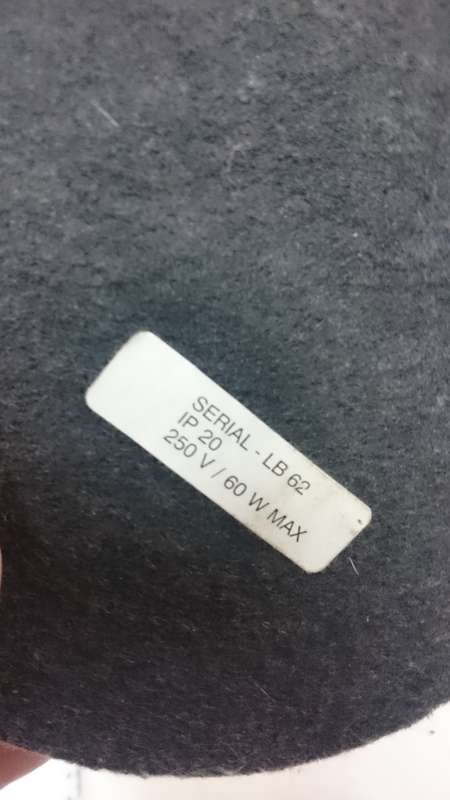 SERIAL - LB 62
IP 20
250 V / 60 W MAX